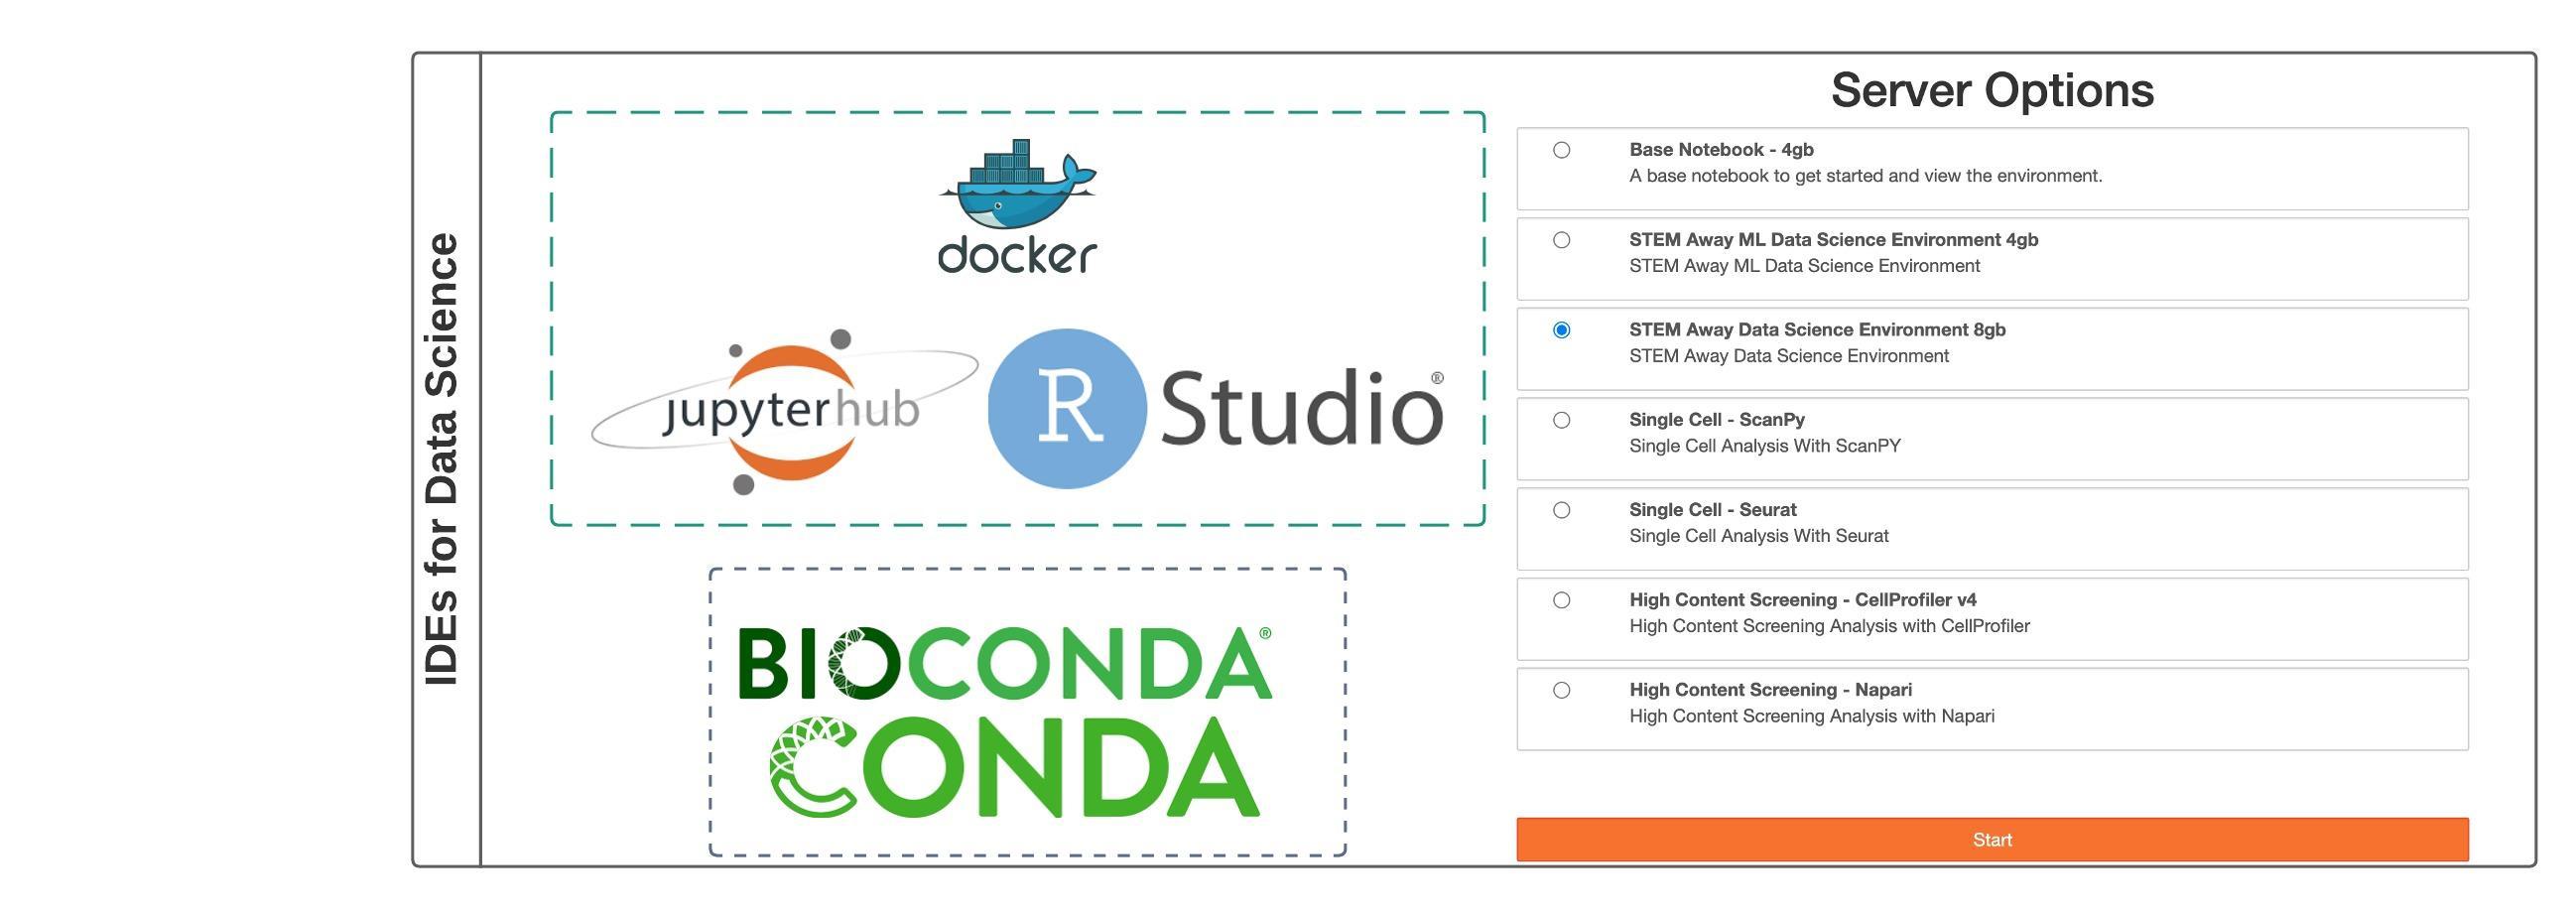 IDEs for Data Science
docker
jupyterhub
R Studio®
BIOCONDA®
CONDA
Server Options
Base Notebook - 4gb
A base notebook to get started and view the environment.
STEM Away ML Data Science Environment 4gb
STEM Away ML Data Science Environment
STEM Away Data Science Environment 8gb
STEM Away Data Science Environment
Single Cell - ScanPy
Single Cell Analysis With ScanPY
Single Cell - Seurat
Single Cell Analysis With Seurat
High Content Screening - CellProfiler v4
High Content Screening Analysis with CellProfiler
High Content Screening - Napari
High Content Screening Analysis with Napari
Start